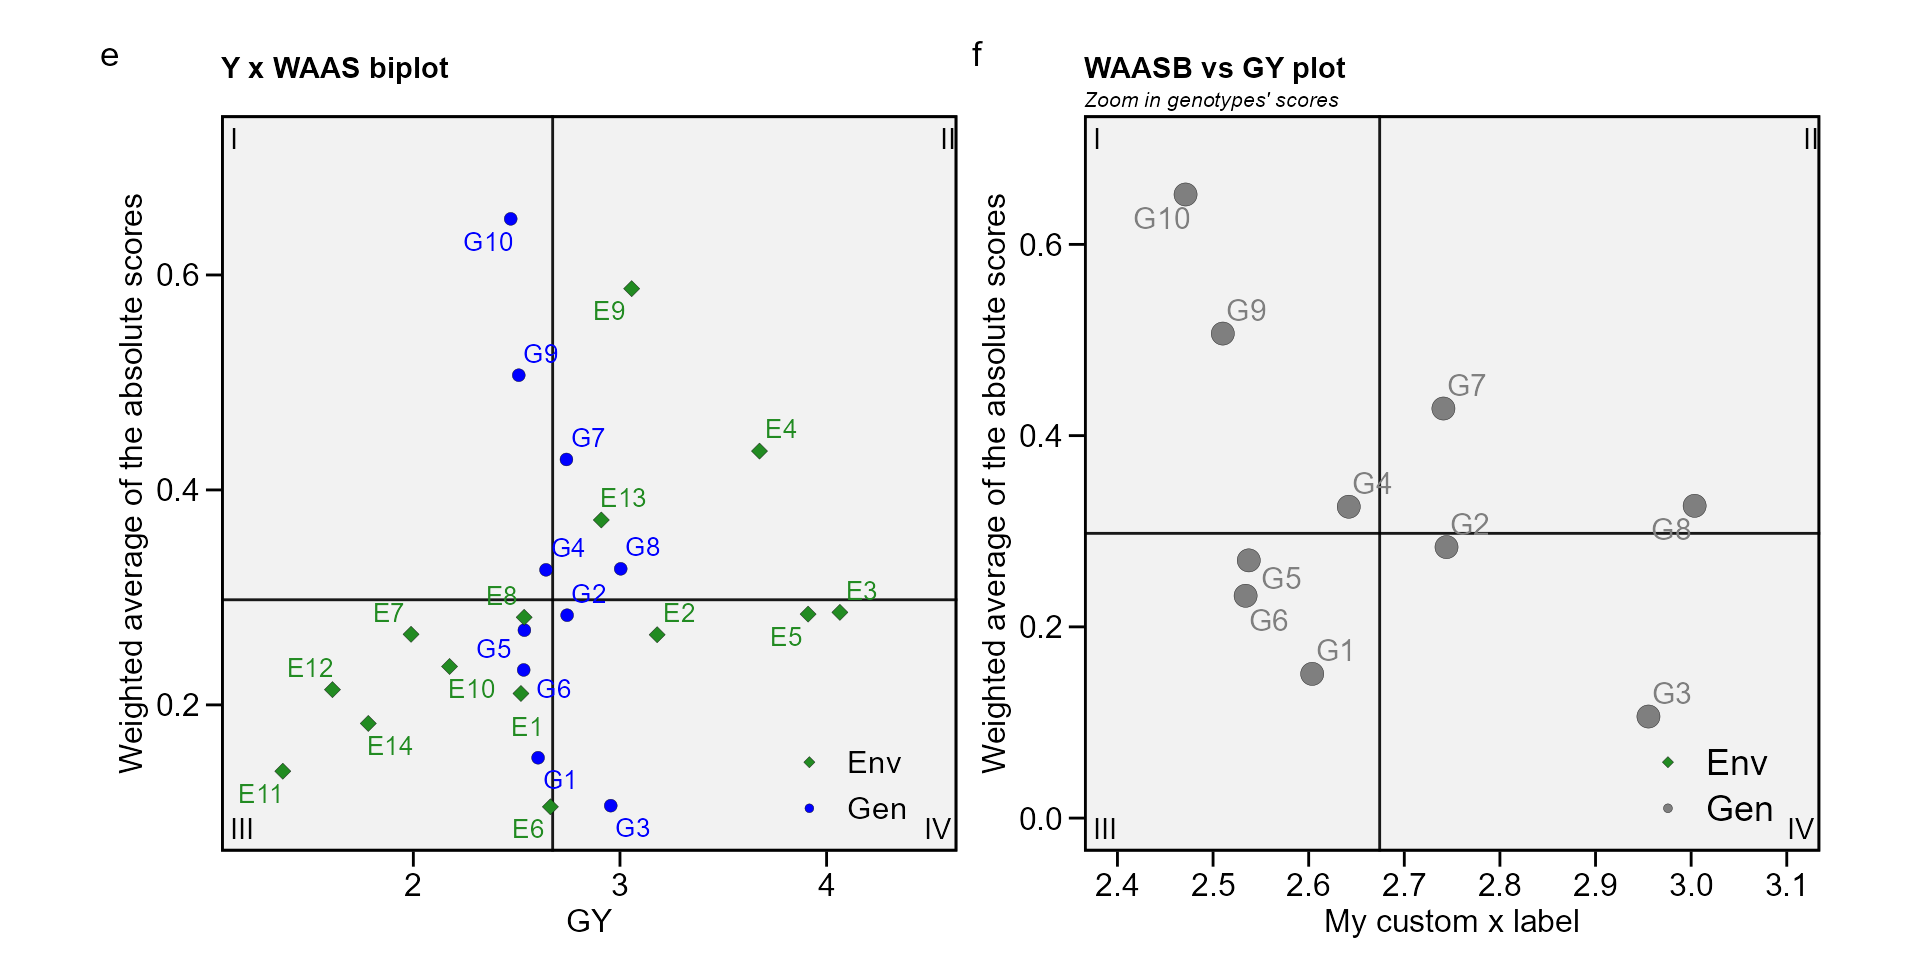 e
Y x WAAS biplot
I
II
G10
E9
G9
E4
G7
E13
G4
G8
G2
E8
E3
E7
E2
E5
G5
E12
E10
G6
E1
E14
G1
E11
E6
G3
III
IV
Env
Gen
0.6
0.4
0.2
2
3
4
GY
Weighted average of the absolute scores
f
WAASB vs GY plot
Zoom in genotypes' scores
I
II
G10
G9
G7
G4
G2
G8
G5
G6
G1
G3
III
IV
Env
Gen
0.6
0.4
0.2
0.0
2.4
2.5
2.6
2.7
2.8
2.9
3.0
3.1
My custom x label
Weighted average of the absolute scores